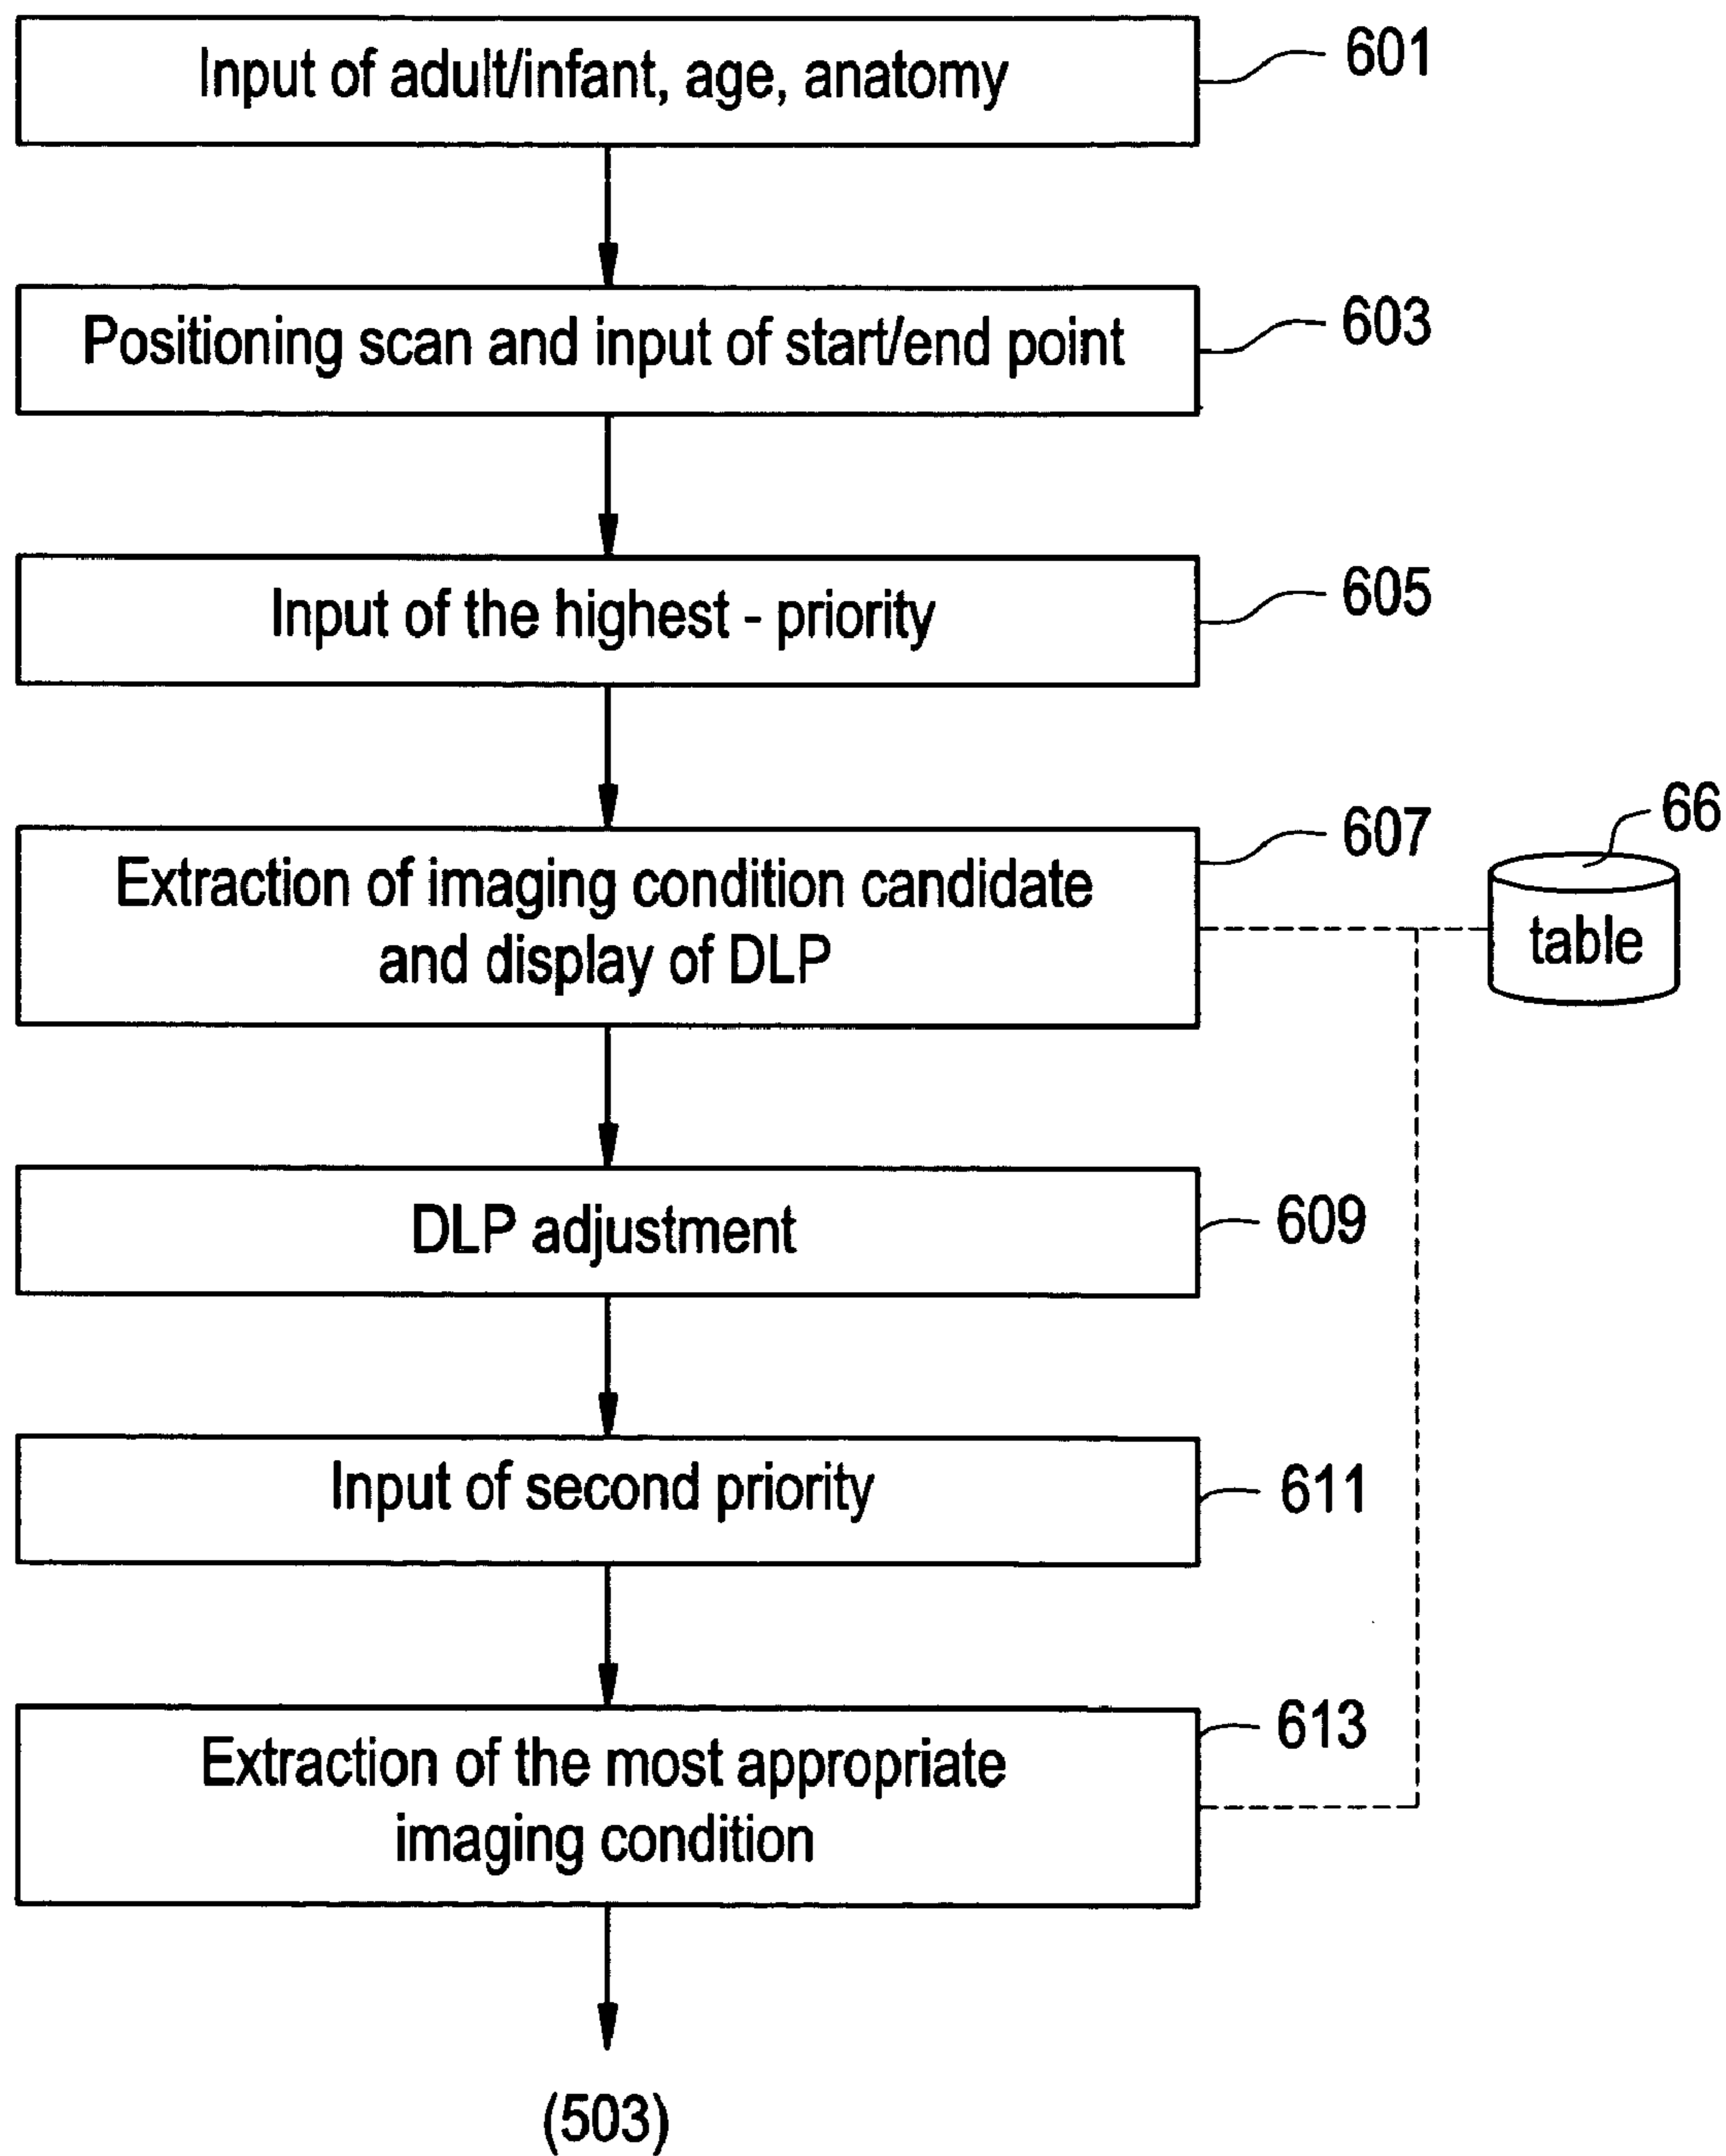 Input of adult/infant, age, anatomy
601
Positioning scan and input of start/end point
603
Input of the highest - priority
605
Extraction of imaging condition candidate
and display of DLP
607
66
table
DLP adjustment
609
Input of second priority
611
Extraction of the most appropriate
imaging condition
613
(503)